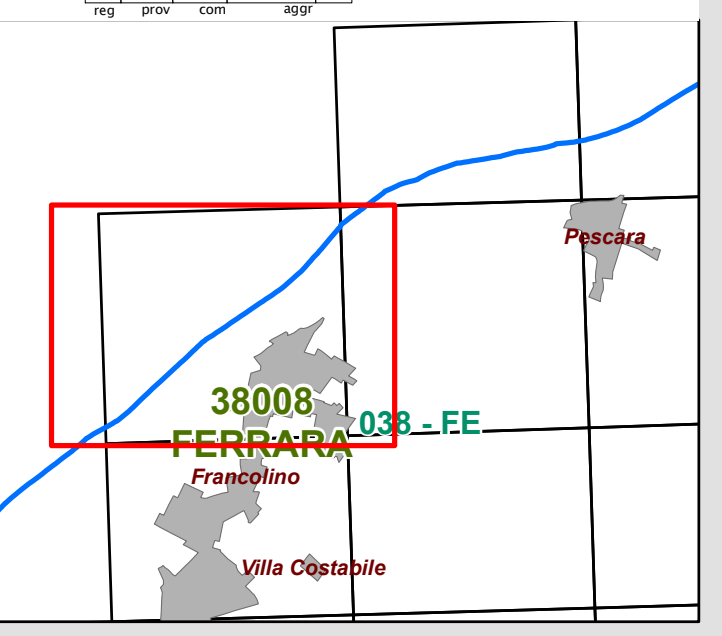 reg prov com aggr
Pescara
38008
FERRARA
038 - FE
Francolino
Villa Costabile